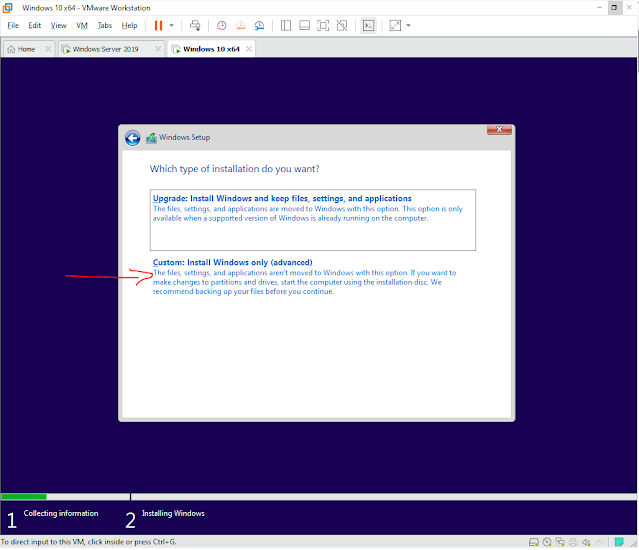 Windows 10 x64 - VMware Workstation
File Edit View VM Tabs Help
Home Windows Server 2019 Windows 10 x64
Windows Setup
Which type of installation do you want?
Upgrade: Install Windows and keep files, settings, and applications
The files, settings, and applications are moved to Windows with this option. This option is only
available when a supported version of Windows is already running on the computer.
Custom: Install Windows only (advanced)
The files, settings, and applications aren't moved to Windows with this option. If you want to
make changes to partitions and drives, start the computer using the installation disc. We
recommend backing up your files before you continue.
1 Collecting information 2 Installing Windows
To direct input to this VM, click inside or press Ctrl+G.